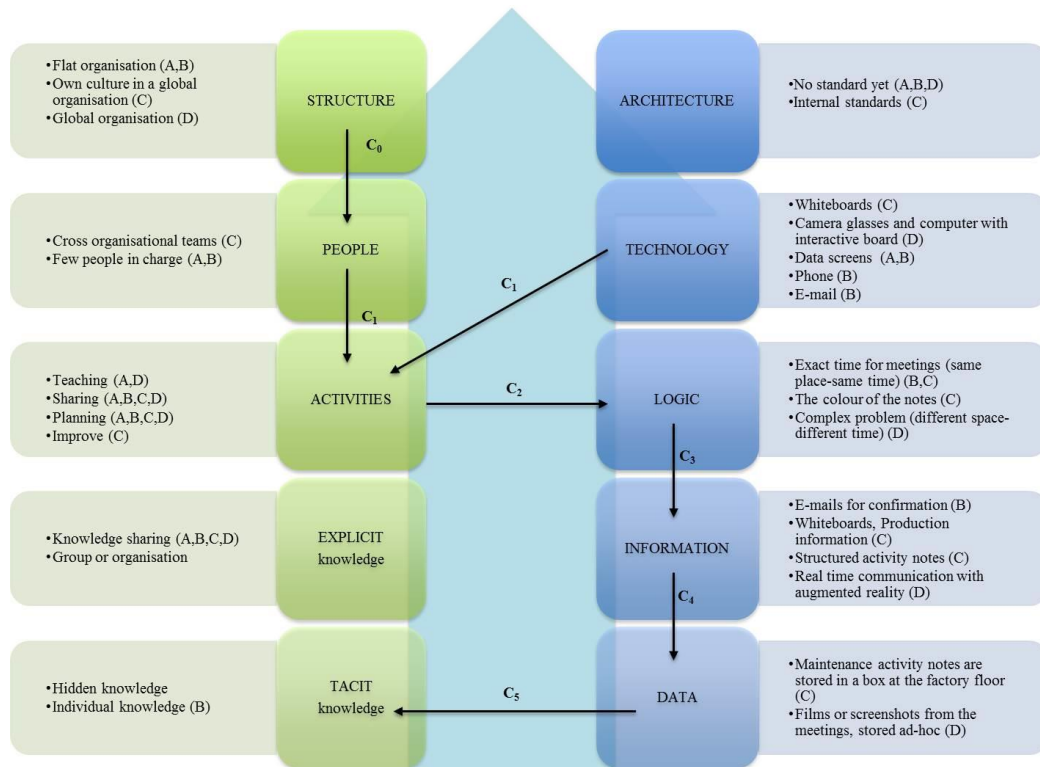 •Flat organisation (A,B)
•Own culture in a global
organisation (C)
•Global organisation (D)
STRUCTURE
ARCHITECTURE
•No standard yet (A,B,D)
•Internal standards (C)
C0
•Cross organisational teams (C)
•Few people in charge (A,B)
PEOPLE
TECHNOLOGY
•Whiteboards (C)
•Camera glasses and computer with
interactive board (D)
•Data screens (A,B)
•Phone (B)
•E-mail (B)
C1
C1
•Teaching (A,D)
•Sharing (A,B,C,D)
•Planning (A,B,C,D)
•Improve (C)
ACTIVITIES
C2
LOGIC
•Exact time for meetings (same
place-same time) (B,C)
•The colour of the notes (C)
•Complex problem (different space-
different time) (D)
C3
•Knowledge sharing (A,B,C,D)
•Group or organisation
EXPLICIT
knowledge
INFORMATION
•E-mails for confirmation (B)
•Whiteboards, Production
information (C)
•Structured activity notes (C)
•Real time communication with
augmented reality (D)
C4
•Hidden knowledge
•Individual knowledge (B)
TACIT
knowledge
C5
DATA
•Maintenance activity notes are
stored in a box at the factory floor
(C)
•Films or screenshots from the
meetings, stored ad-hoc (D)